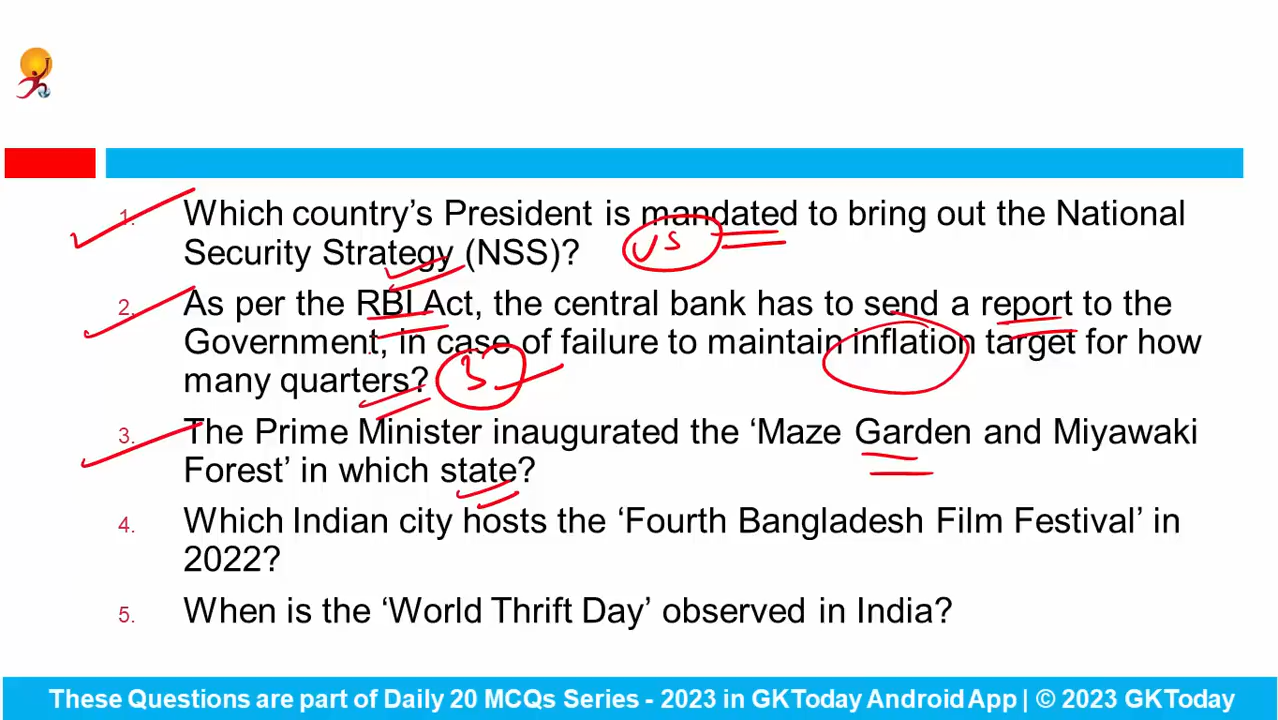 1. Which country’s President is mandated to bring out the National
Security Strategy (NSS)? US
2. As per the RBI Act, the central bank has to send a report to the
Government, in case of failure to maintain inflation target for how
many quarters? 3
3. The Prime Minister inaugurated the ‘Maze Garden and Miyawaki
Forest’ in which state?
4. Which Indian city hosts the ‘Fourth Bangladesh Film Festival’ in
2022?
5. When is the ‘World Thrift Day’ observed in India?
These Questions are part of Daily 20 MCQs Series - 2023 in GKToday Android App | © 2023 GKToday